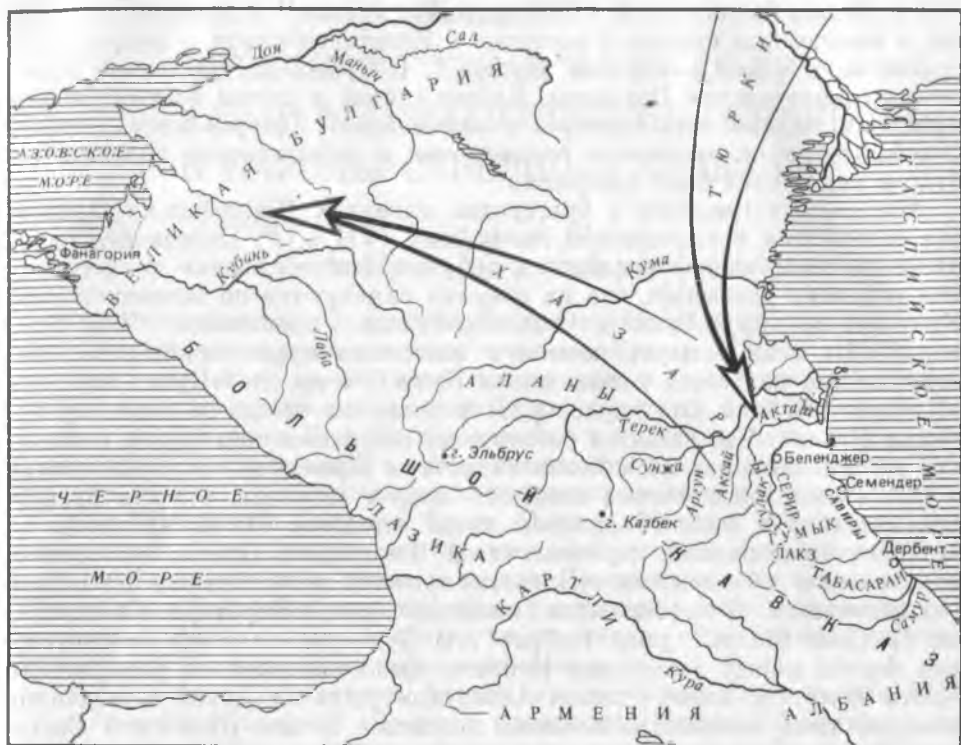 Дон
Маныч
Сал
БУЛГАРИЯ
ТЮРКИ
АЗОВСКОЕ
МОРЕ
ВЕЛИКАЯ
Фанагория
Кубань
Лаба
Кума
ХАЗАРЫ
КАСПИЙСКОЕ МОРЕ
АЛАНЫ
Терек
Акташ
Сунжа
Аргун
Аксай
Сулак
Беленджер
Семендер
СЕРИР
САВИРЫ
КУМЫК
ЛАКЗ
Дербент
ТАБАСАРАН
Самур
г. Эльбрус
г. Казбек
БОЛЬШОЙ КАВКАЗ
ЧЕРНОЕ
МОРЕ
ЛАЗИКА
КАРТЛИ
Кура
АРМЕНИЯ
АЛБАНИЯ